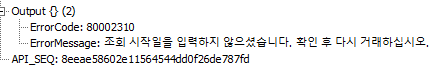 Output {} (2)
ErrorCode: 80002310
ErrorMessage: 조회 시작일을 입력하지 않으셨습니다. 확인 후 다시 거래하십시오.
API_SEQ: 8eeae58602e11564544dd0f26de787fd